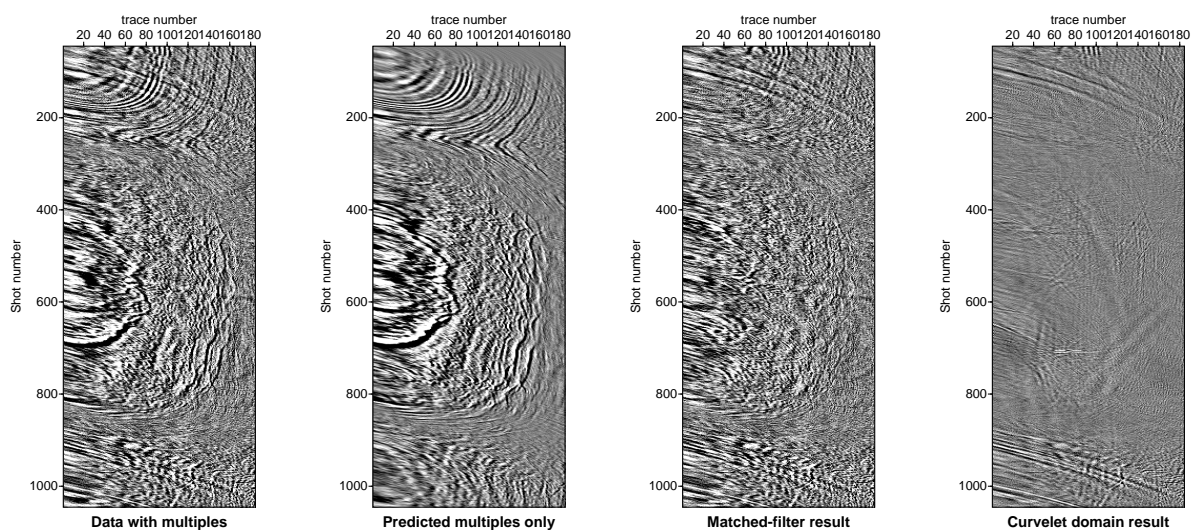 trace number
20 40 60 80 100120140160180
Shot number
200
400
600
800
1000
Data with multiples
trace number
20 40 60 80 100120140160180
Shot number
200
400
600
800
1000
Predicted multiples only
trace number
20 40 60 80 100120140160180
Shot number
200
400
600
800
1000
Matched-filter result
trace number
20 40 60 80 100120140160180
Shot number
200
400
600
800
1000
Curvelet domain result